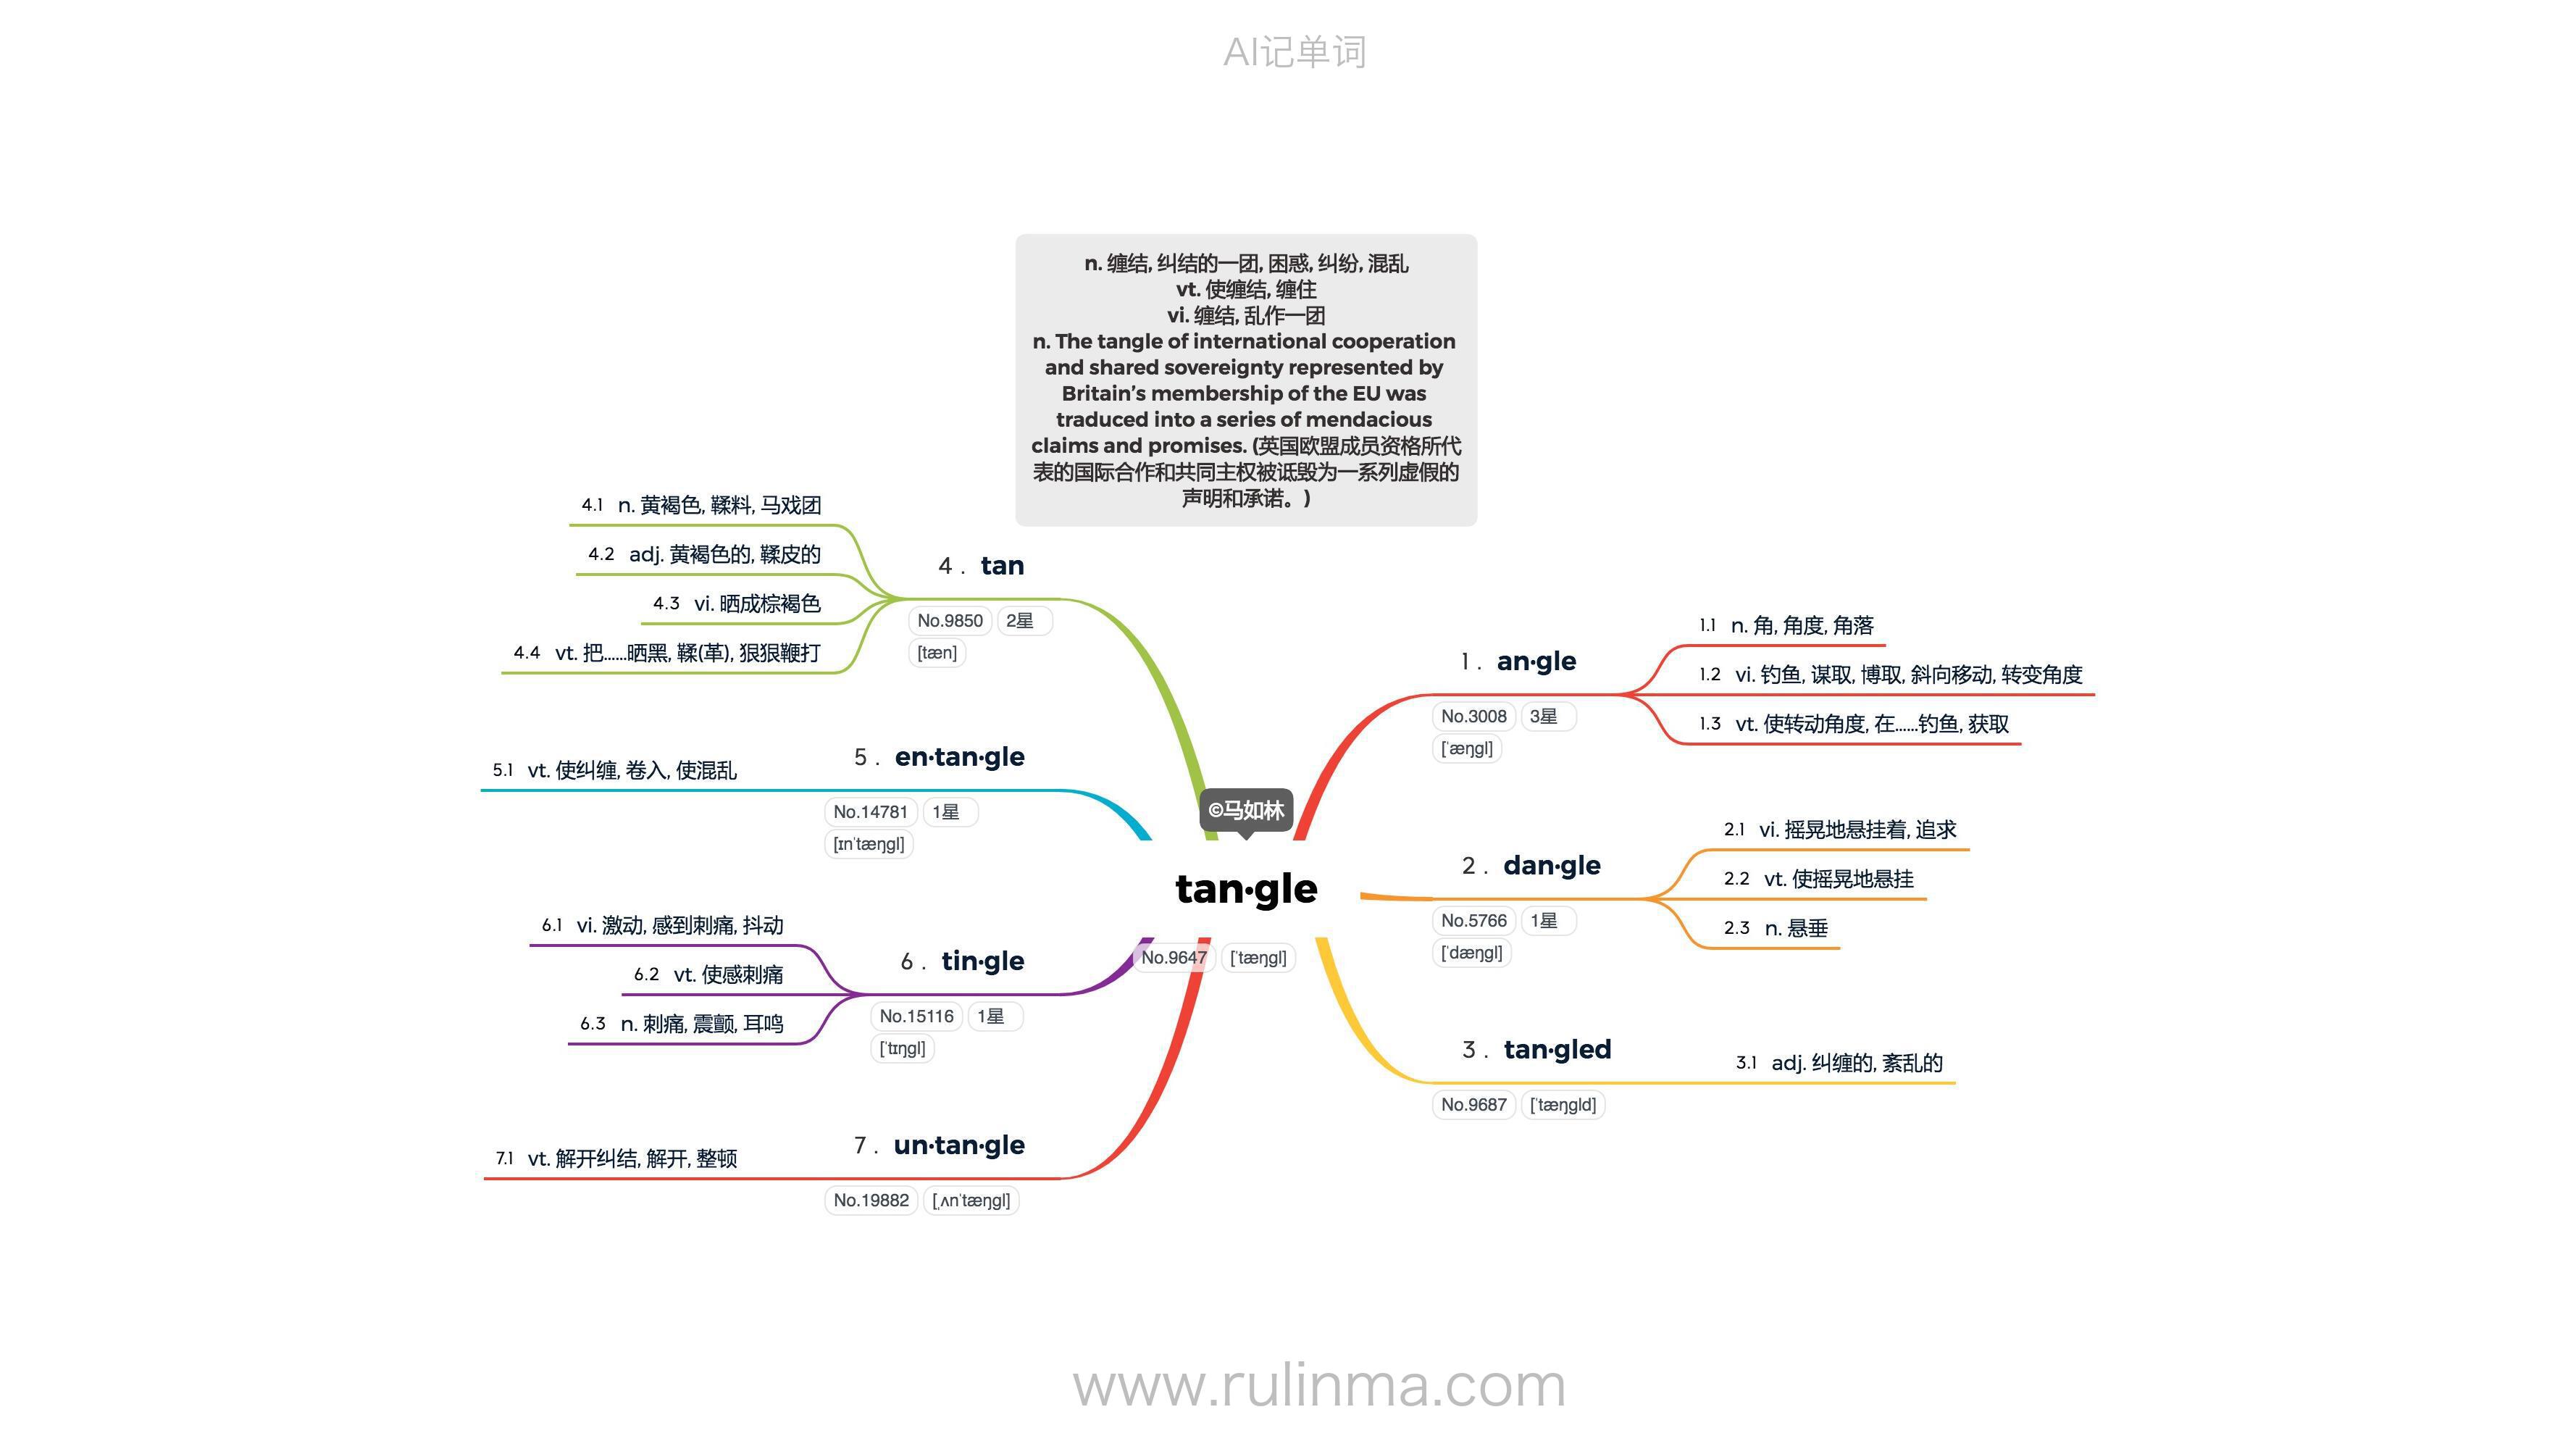 AI记单词
n. 缠结, 纠结的一团, 困惑, 纠纷, 混乱
vt. 使缠结, 缠住
vi. 缠结, 乱作一团
n. The tangle of international cooperation
and shared sovereignty represented by
Britain’s membership of the EU was
traduced into a series of mendacious
claims and promises. (英国欧盟成员资格所代
表的国际合作和共同主权被诋毁为一系列虚假的
声明和承诺。)
©马如林
tan·gle
No.9647 [ˈtæŋgl]
1. an·gle
No.3008 3星
[ˈæŋgl]
1.1 n. 角, 角度, 角落
1.2 vi. 钓鱼, 谋取, 博取, 斜向移动, 转变角度
1.3 vt. 使转动角度, 在……钓鱼, 获取
2. dan·gle
No.5766 1星
[ˈdæŋgl]
2.1 vi. 摇晃地悬挂着, 追求
2.2 vt. 使摇晃地悬挂
2.3 n. 悬垂
3. tan·gled
No.9687 [ˈtæŋgld]
3.1 adj. 纠缠的, 紊乱的
4. tan
No.9850 2星
[tæn]
4.1 n. 黄褐色, 鞣料, 马戏团
4.2 adj. 黄褐色的, 鞣皮的
4.3 vi. 晒成棕褐色
4.4 vt. 把……晒黑, 鞣(革), 狠狠鞭打
5. en·tan·gle
No.14781 1星
[ɪnˈtæŋgl]
5.1 vt. 使纠缠, 卷入, 使混乱
6. tin·gle
No.15116 1星
[ˈtɪŋgl]
6.1 vi. 激动, 感到刺痛, 抖动
6.2 vt. 使感刺痛
6.3 n. 刺痛, 震颤, 耳鸣
7. un·tan·gle
No.19882 [ˌʌnˈtæŋgl]
7.1 vt. 解开纠结, 解开, 整顿
www.rulinma.com